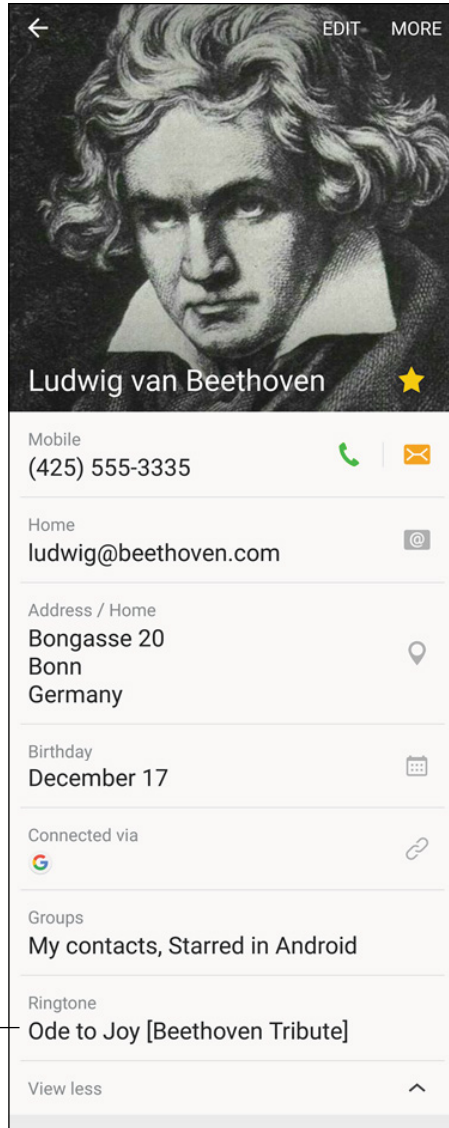 EDIT MORE
Ludwig van Beethoven
Mobile
(425) 555-3335
Home
ludwig@beethoven.com
Address / Home
Bongasse 20
Bonn
Germany
Birthday
December 17
Connected via
Groups
My contacts, Starred in Android
Ringtone
Ode to Joy [Beethoven Tribute]
View less